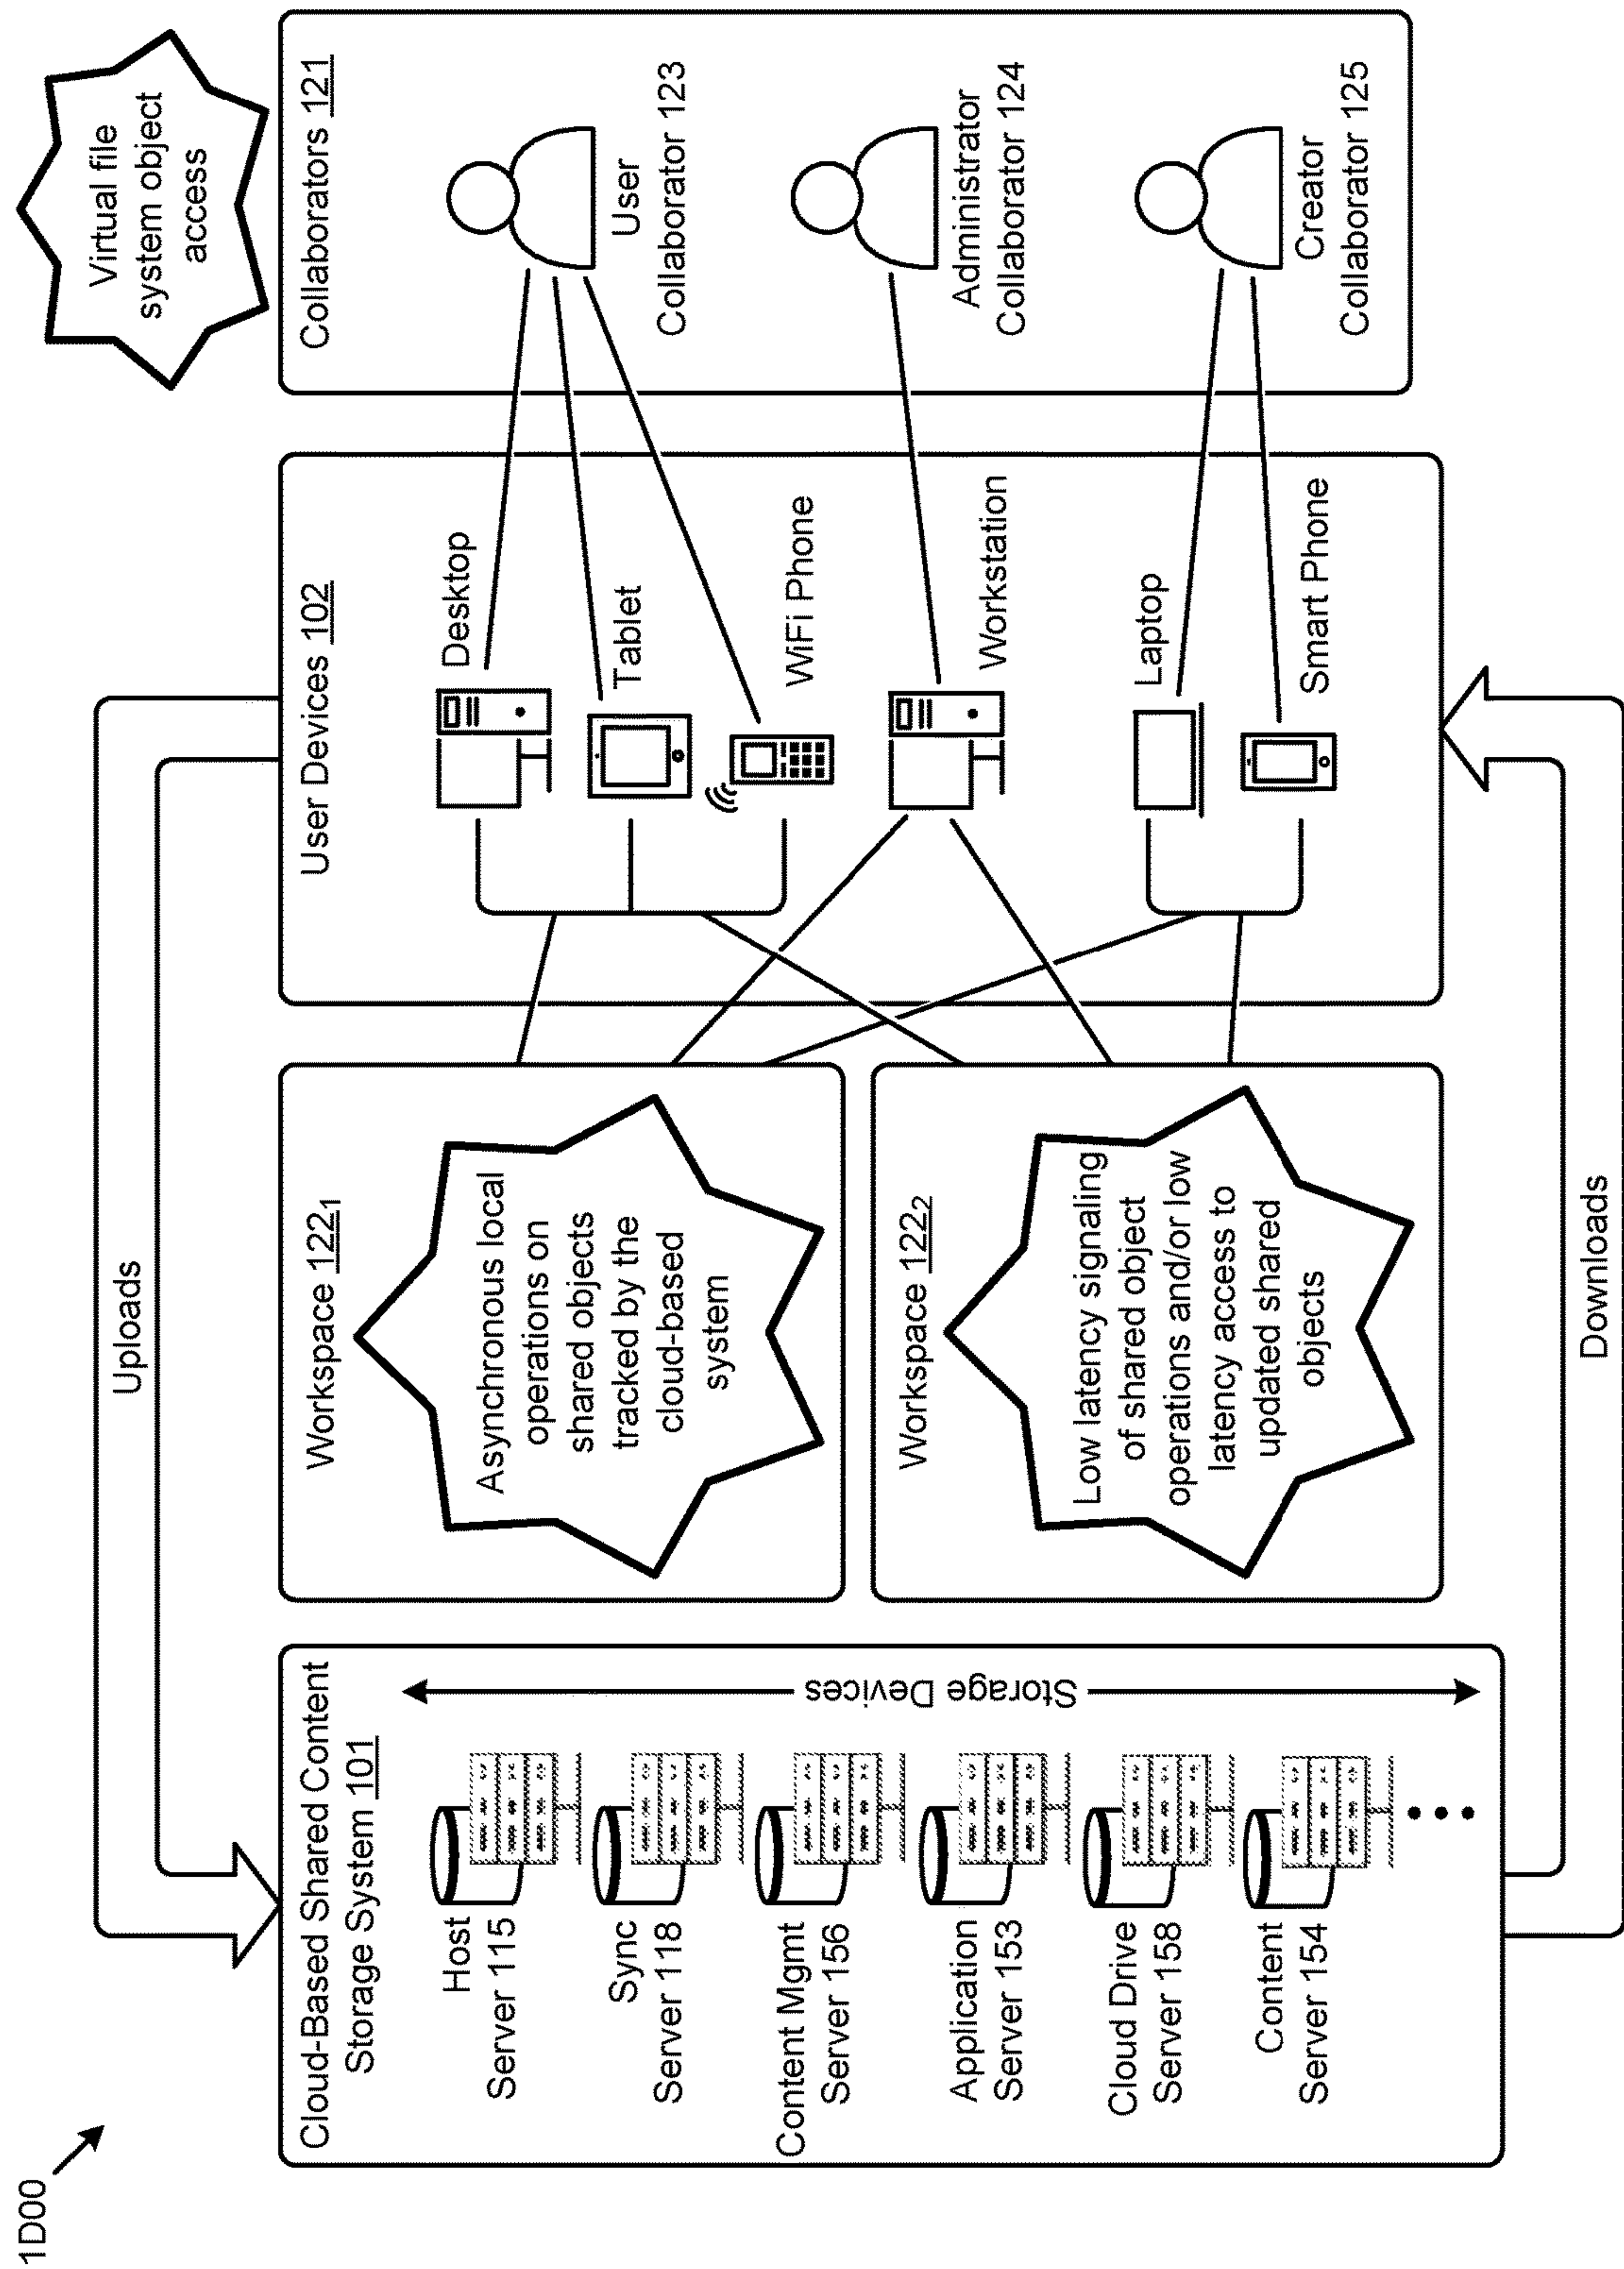 1D00
Uploads
Virtual file
system object
access
Cloud-Based Shared Content
Storage System 101
Host
Server 115
Sync
Server 118
Content Mgmt
Server 156
Application
Server 153
Cloud Drive
Server 158
Content
Server 154
Storage Devices
Workspace 122₁
Asynchronous local
operations on
shared objects
tracked by the
cloud-based
system
Workspace 122₂
Low latency signaling
of shared object
operations and/or low
latency access to
updated shared
objects
User Devices 102
Desktop
Tablet
WiFi Phone
Workstation
Laptop
Smart Phone
Collaborators 121
User
Collaborator 123
Administrator
Collaborator 124
Creator
Collaborator 125
Downloads